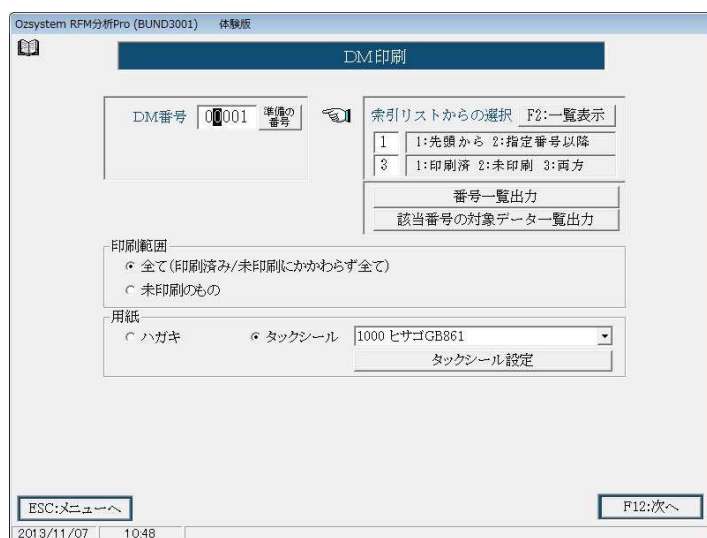 Ozsystem RFM分析Pro (BUND3001) 体験版
DM印刷
DM番号 00001 準備の番号
索引リストからの選択 F2:一覧表示
1 1:先頭から 2:指定番号以降
3 1:印刷済 2:未印刷 3:両方
番号一覧出力
該当番号の対象データ一覧出力
印刷範囲
全て(印刷済み/未印刷にかかわらず全て)
未印刷のもの
用紙
ハガキ タックシール 1000 ヒサゴGB861
タックシール設定
ESC:メニューへ F12:次へ
2013/11/07 10:48